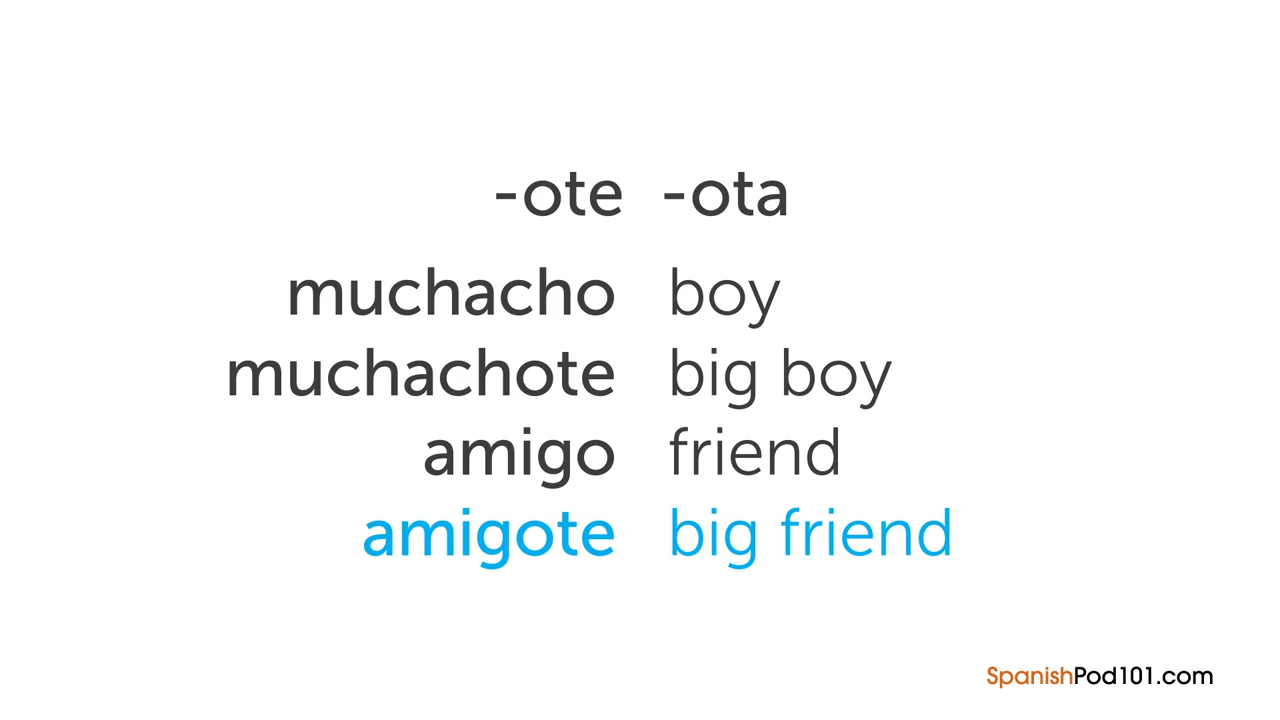 -ote -ota
muchacho boy
muchachote big boy
amigo friend
amigote big friend
SpanishPod101.com